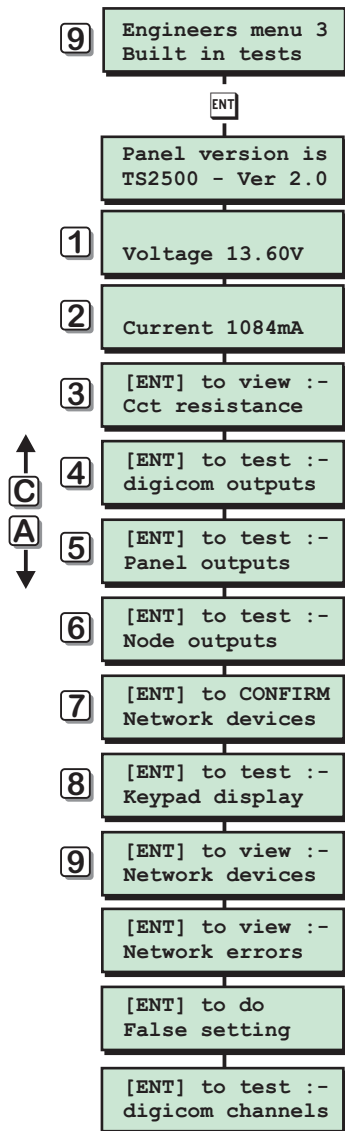 9
Engineers menu 3
Built in tests
ENT
Panel version is
TS2500 - Ver 2.0
1
Voltage 13.60V
2
Current 1084mA
3
[ENT] to view :-
Cct resistance
C
A
4
[ENT] to test :-
digicom outputs
5
[ENT] to test :-
Panel outputs
6
[ENT] to test :-
Node outputs
7
[ENT] to CONFIRM
Network devices
8
[ENT] to test :-
Keypad display
9
[ENT] to view :-
Network devices
[ENT] to view :-
Network errors
[ENT] to do
False setting
[ENT] to test :-
digicom channels